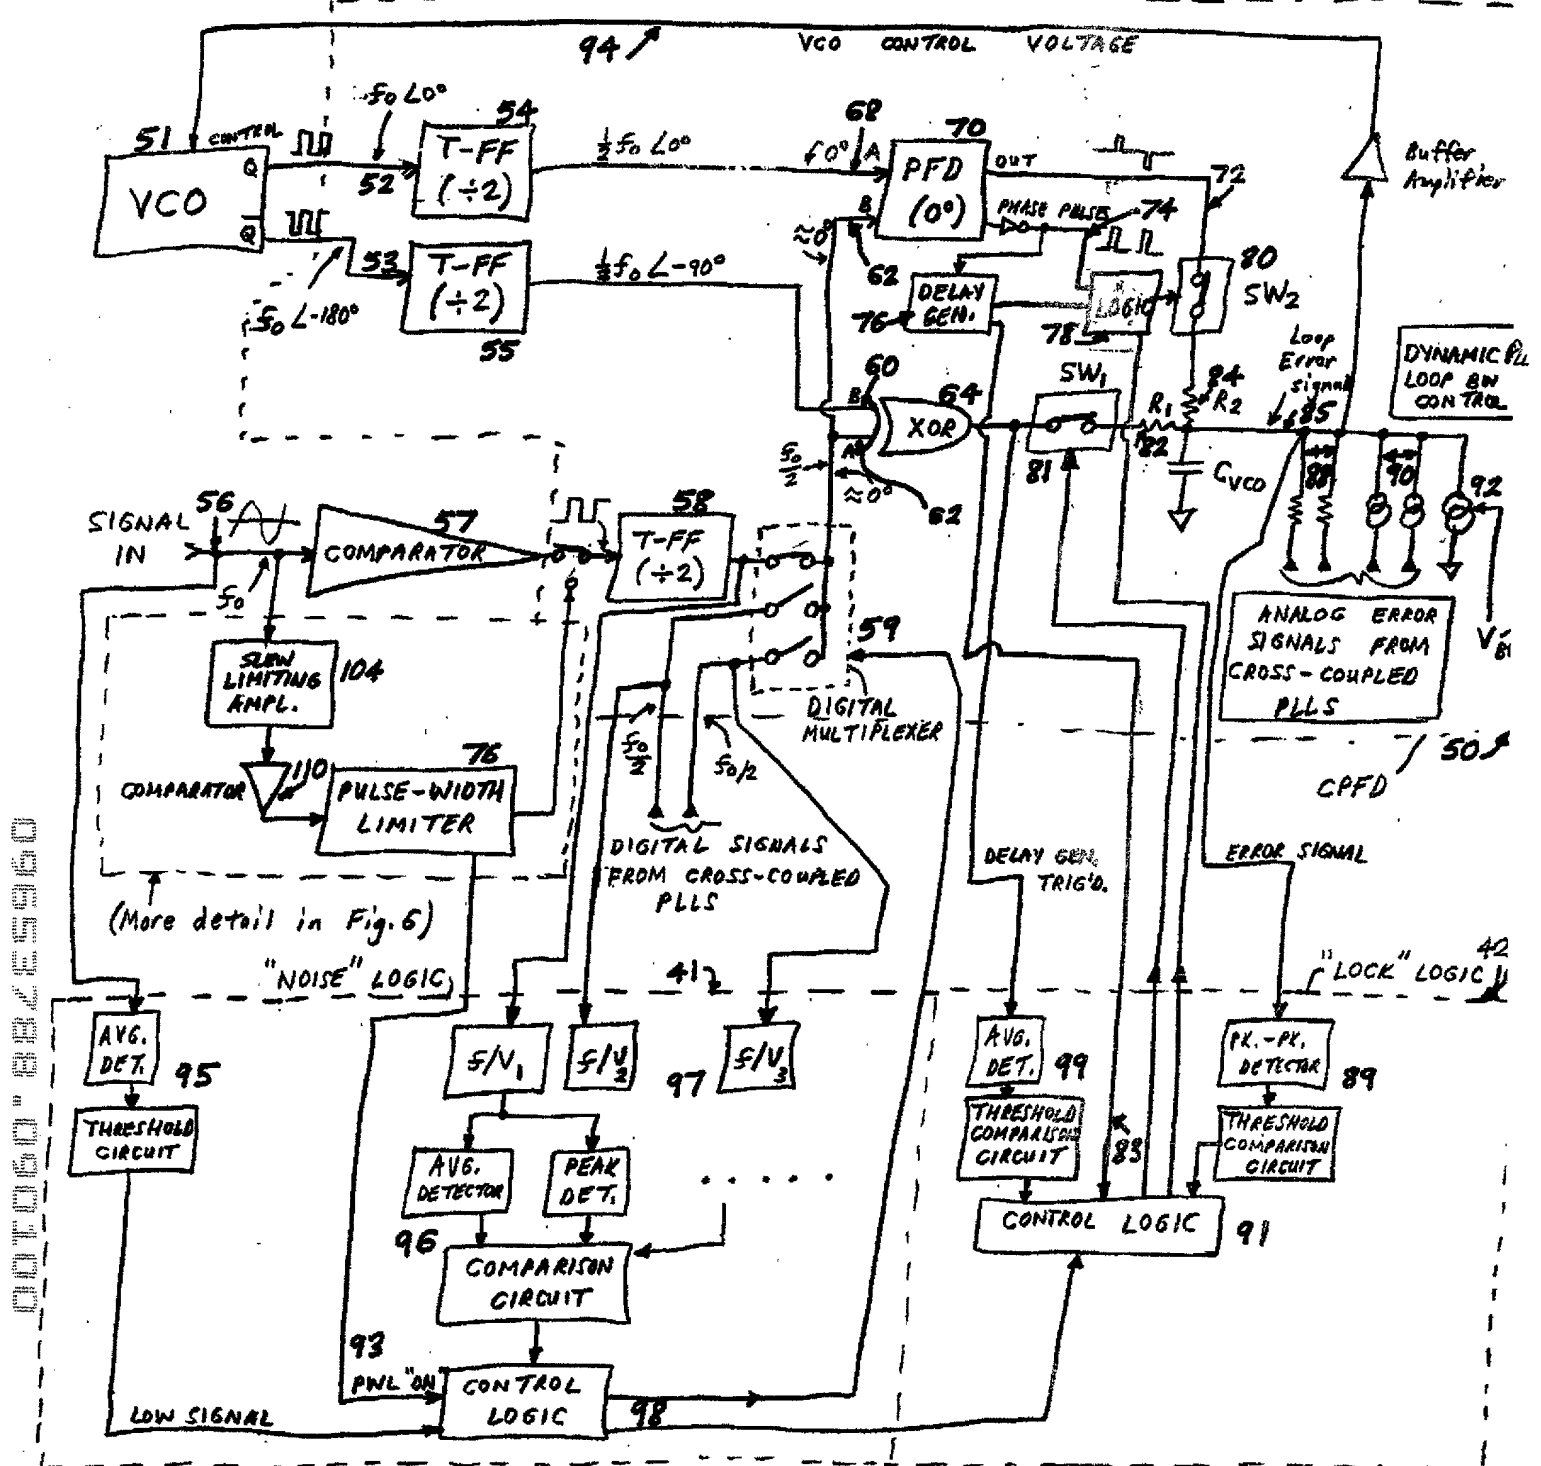 94
VCO CONTROL VOLTAGE
f₀ ∠0°
51
CONTROL
Q
VCO
Q̅
52
54
T-FF
(÷2)
½f₀ ∠0°
53
f₀ ∠-180°
T-FF
(÷2)
55
½f₀ ∠-90°
68
0°
A
70
PFD
(0°)
OUT
B
≈0°
62
PHASE PULSE
74
72
Buffer
Amplifier
DELAY
GEN.
76
LOGIC
78
80
SW₂
60
B
64
XOR
A
62
f₀/2
≈0°
SW₁
81
R₁
82
84
R₂
C VCO
Loop
Error
signal
85
DYNAMIC PLL
LOOP BW
CONTROL
88
90
92
ANALOG ERROR
SIGNALS FROM
CROSS-COUPLED
PLLS
56
SIGNAL
IN
f₀
57
COMPARATOR
58
T-FF
(÷2)
59
DIGITAL
MULTIPLEXER
50
CPFD
SLEW
LIMITING
AMPL.
104
COMPARATOR
110
76
PULSE-WIDTH
LIMITER
f₀/2
f₀/2
DIGITAL SIGNALS
FROM CROSS-COUPLED
PLLS
DELAY GEN.
TRIG'D.
ERROR SIGNAL
(More detail in Fig. 6)
"NOISE" LOGIC
41
"LOCK" LOGIC
42
AVG.
DET.
95
THRESHOLD
CIRCUIT
f/V₁
f/V₂
97
f/V₃
AVG.
DET.
99
PK.-PK.
DETECTOR
89
THRESHOLD
COMPARISON
CIRCUIT
83
THRESHOLD
COMPARISON
CIRCUIT
AVG.
DETECTOR
PEAK
DET.
. . . . .
96
COMPARISON
CIRCUIT
CONTROL LOGIC
91
93
PWL "ON"
CONTROL
LOGIC
98
LOW SIGNAL
09535738.090100